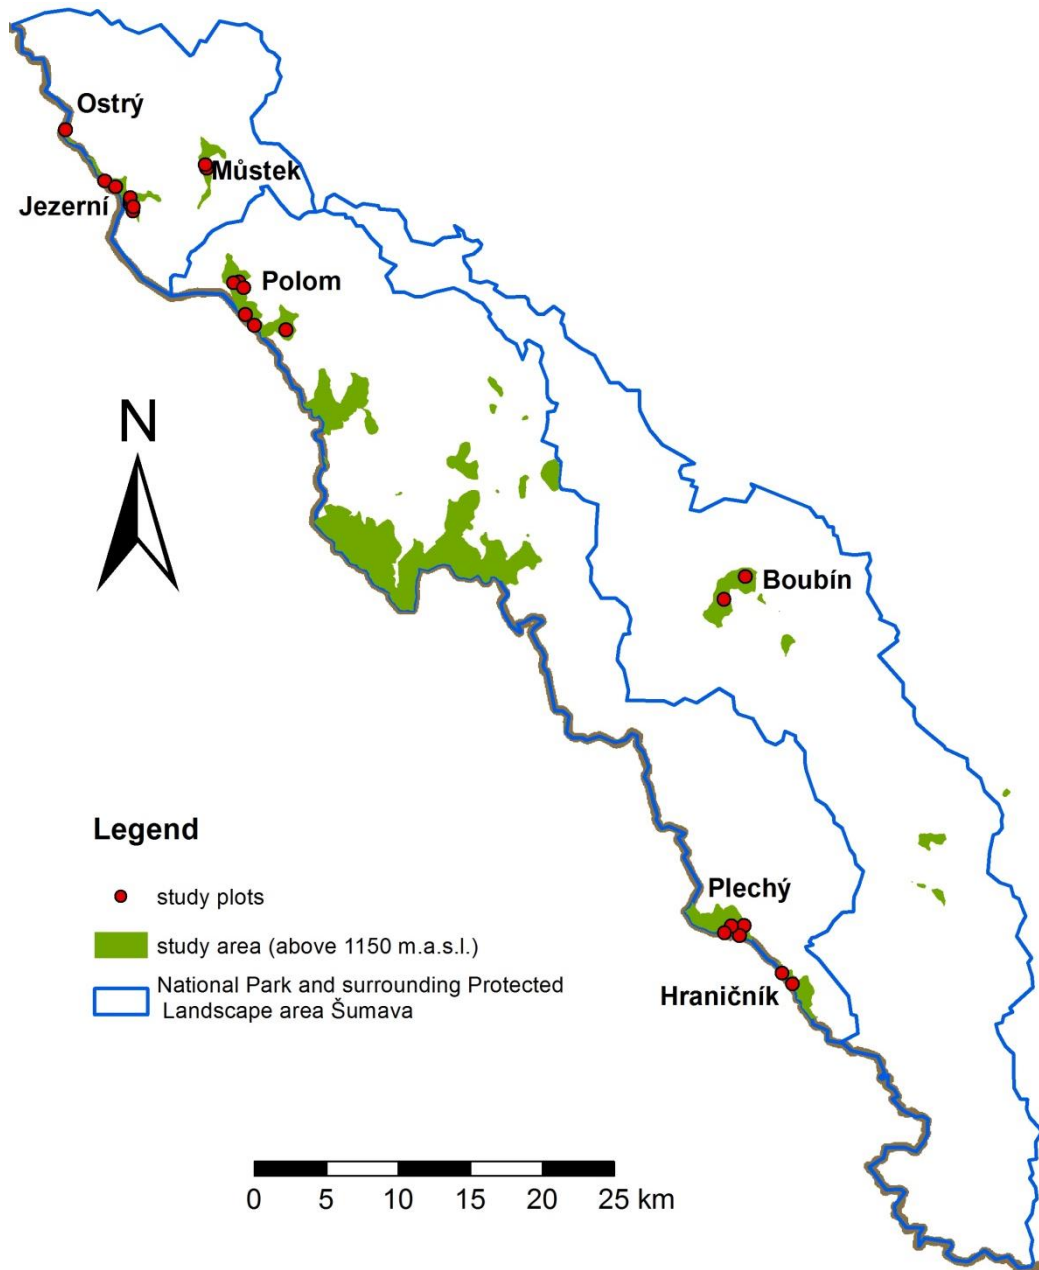 Ostrý
Můstek
Jezerní
Polom
N
Boubín
Legend
study plots
Plechý
study area (above 1150 m.a.s.l.)
Hraničník
National Park and surrounding Protected
Landscape area Šumava
0 5 10 15 20 25 km